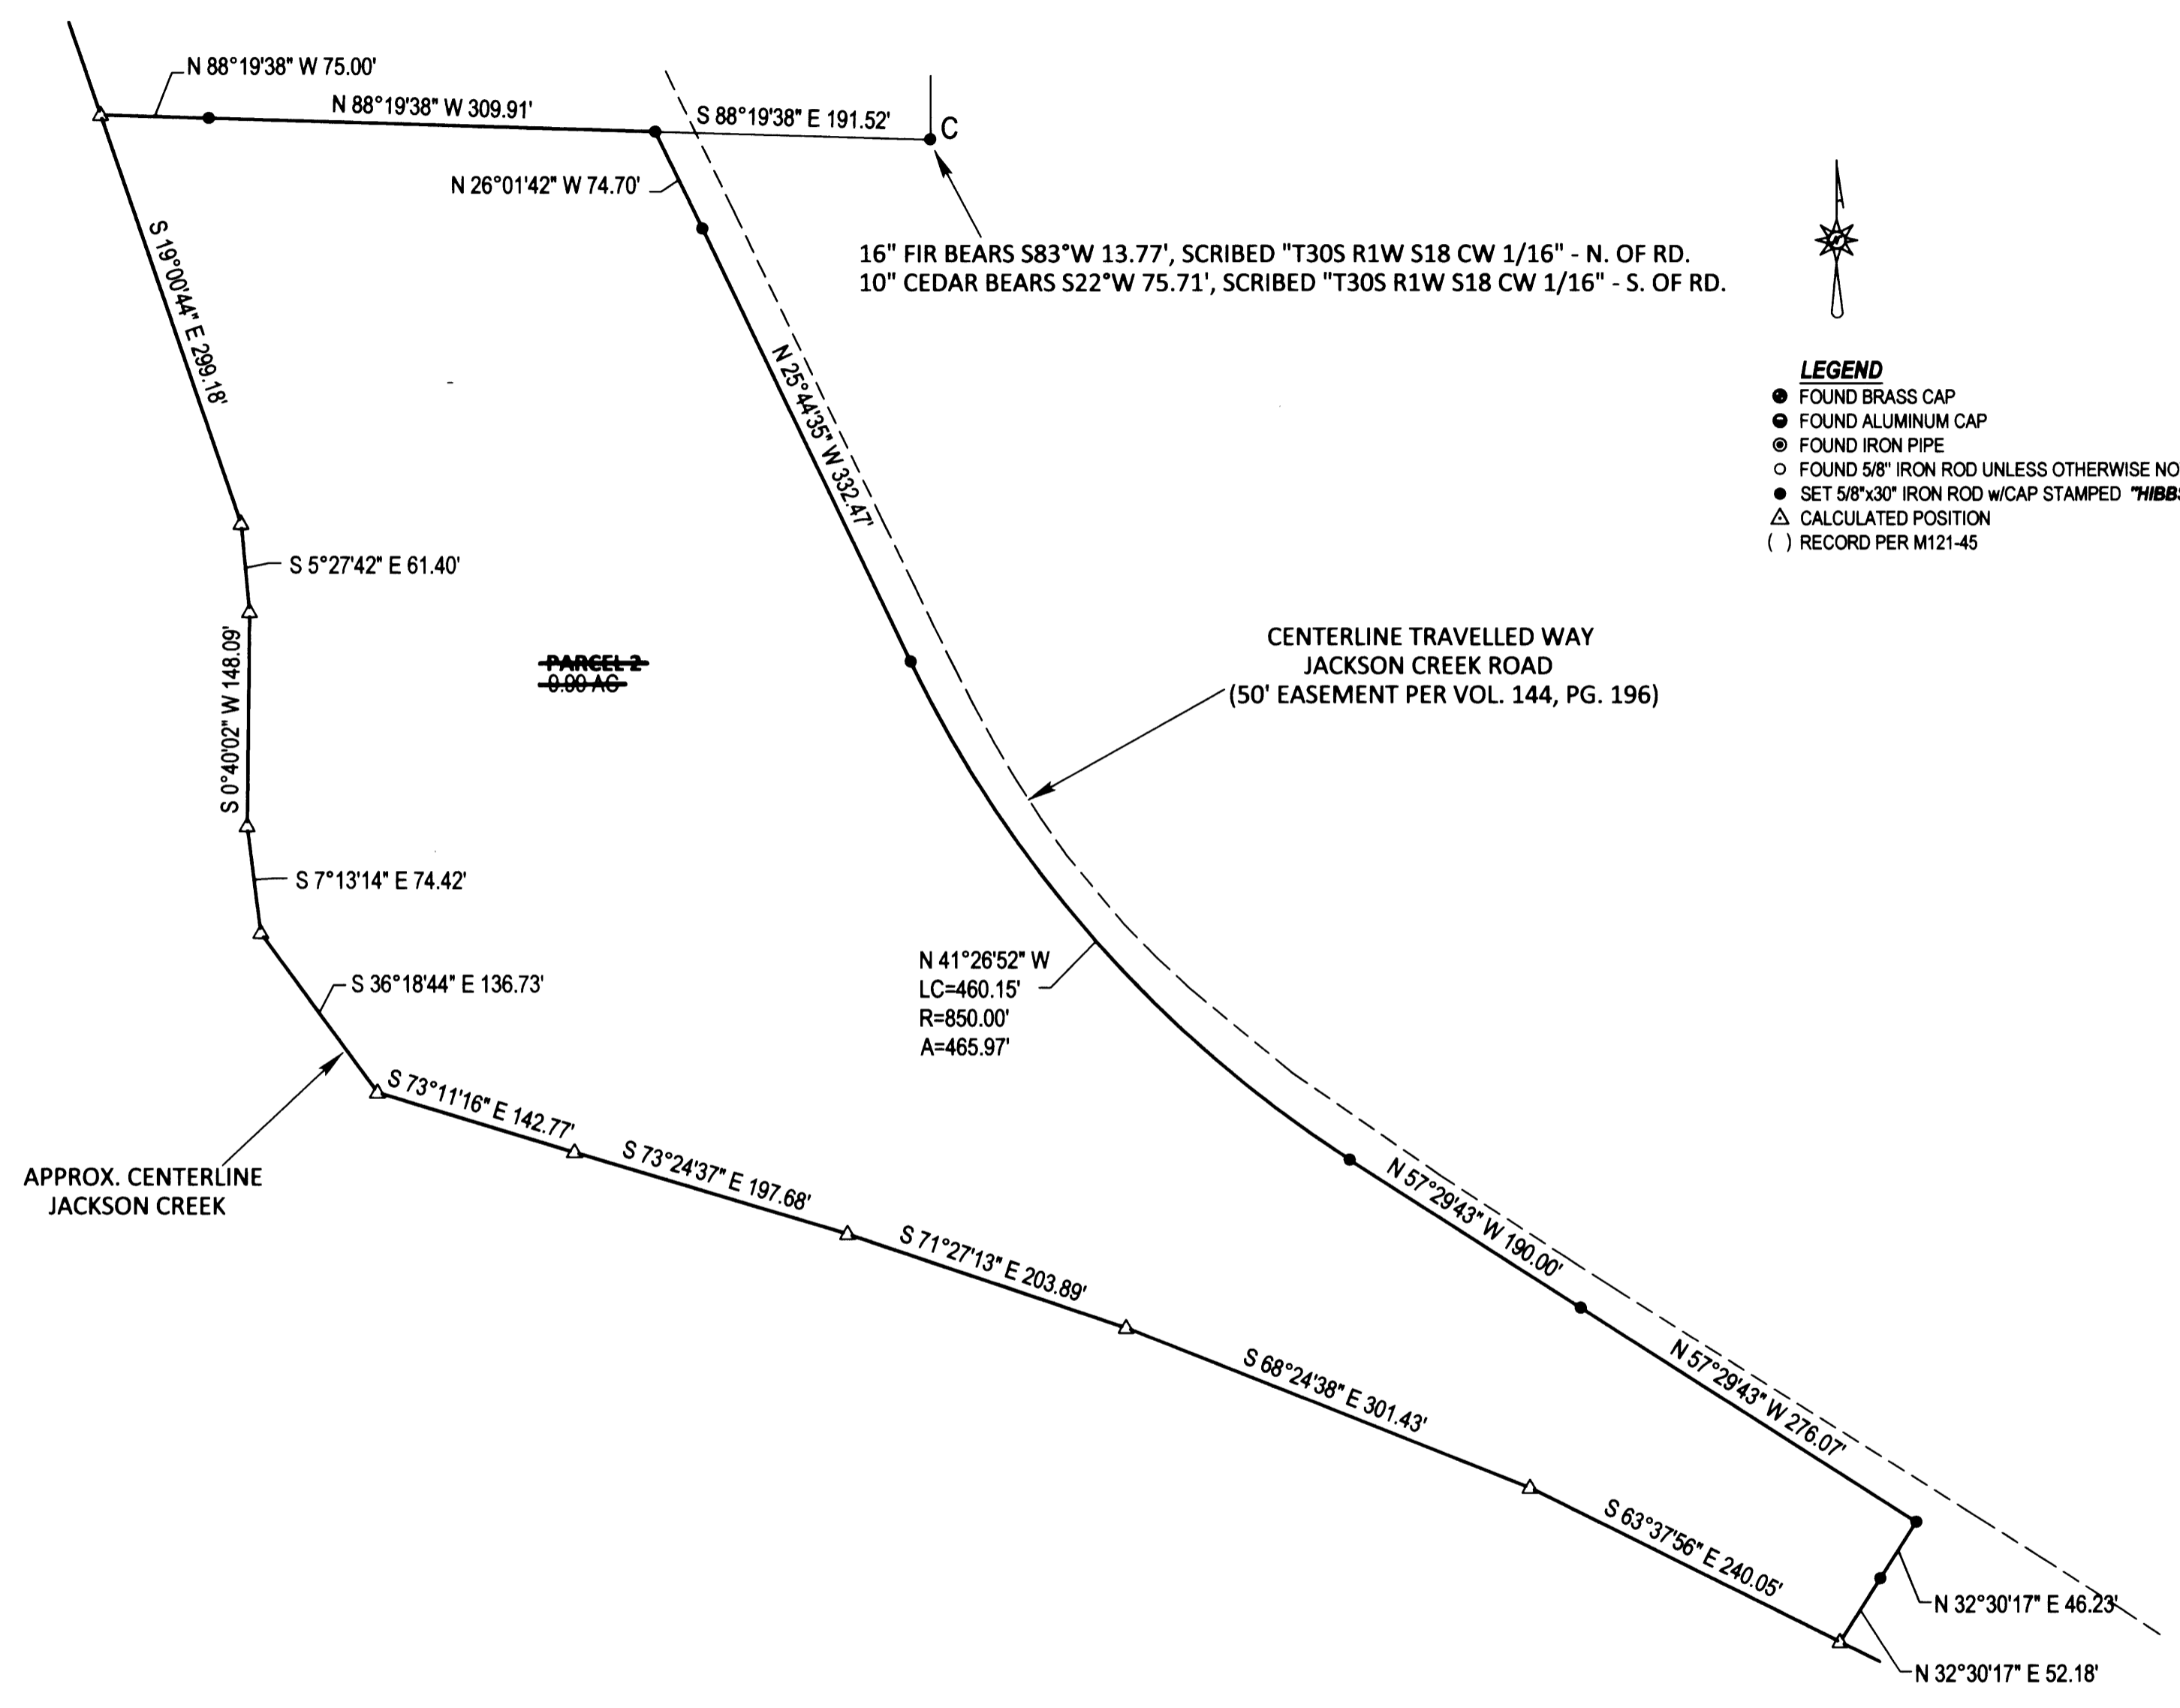 N 88°19'38" W 75.00'
N 88°19'38" W 309.91'
S 88°19'38" E 191.52'
C
N 26°01'42" W 74.70'
16" FIR BEARS S83°W 13.77', SCRIBED "T30S R1W S18 CW 1/16" - N. OF RD.
10" CEDAR BEARS S22°W 75.71', SCRIBED "T30S R1W S18 CW 1/16" - S. OF RD.
S 19°00'44" E 299.18'
N 25°44'35" W 332.47'
LEGEND
FOUND BRASS CAP
FOUND ALUMINUM CAP
FOUND IRON PIPE
FOUND 5/8" IRON ROD UNLESS OTHERWISE NO
SET 5/8"x30" IRON ROD w/CAP STAMPED "HIBB
CALCULATED POSITION
( ) RECORD PER M121-45
S 5°27'42" E 61.40'
S 0°40'02" W 148.09'
PARCEL 2
AC
CENTERLINE TRAVELLED WAY
JACKSON CREEK ROAD
(50' EASEMENT PER VOL. 144, PG. 196)
S 7°13'14" E 74.42'
N 41°26'52" W
LC=460.15'
R=850.00'
A=465.97'
S 36°18'44" E 136.73'
S 73°11'16" E 142.77'
APPROX. CENTERLINE
JACKSON CREEK
S 73°24'37" E 197.68'
S 71°27'13" E 203.89'
N 57°29'43" W 190.00'
S 68°24'38" E 301.43'
N 57°29'43" W 276.07'
S 63°37'56" E 240.05'
N 32°30'17" E 46.23'
N 32°30'17" E 52.18'